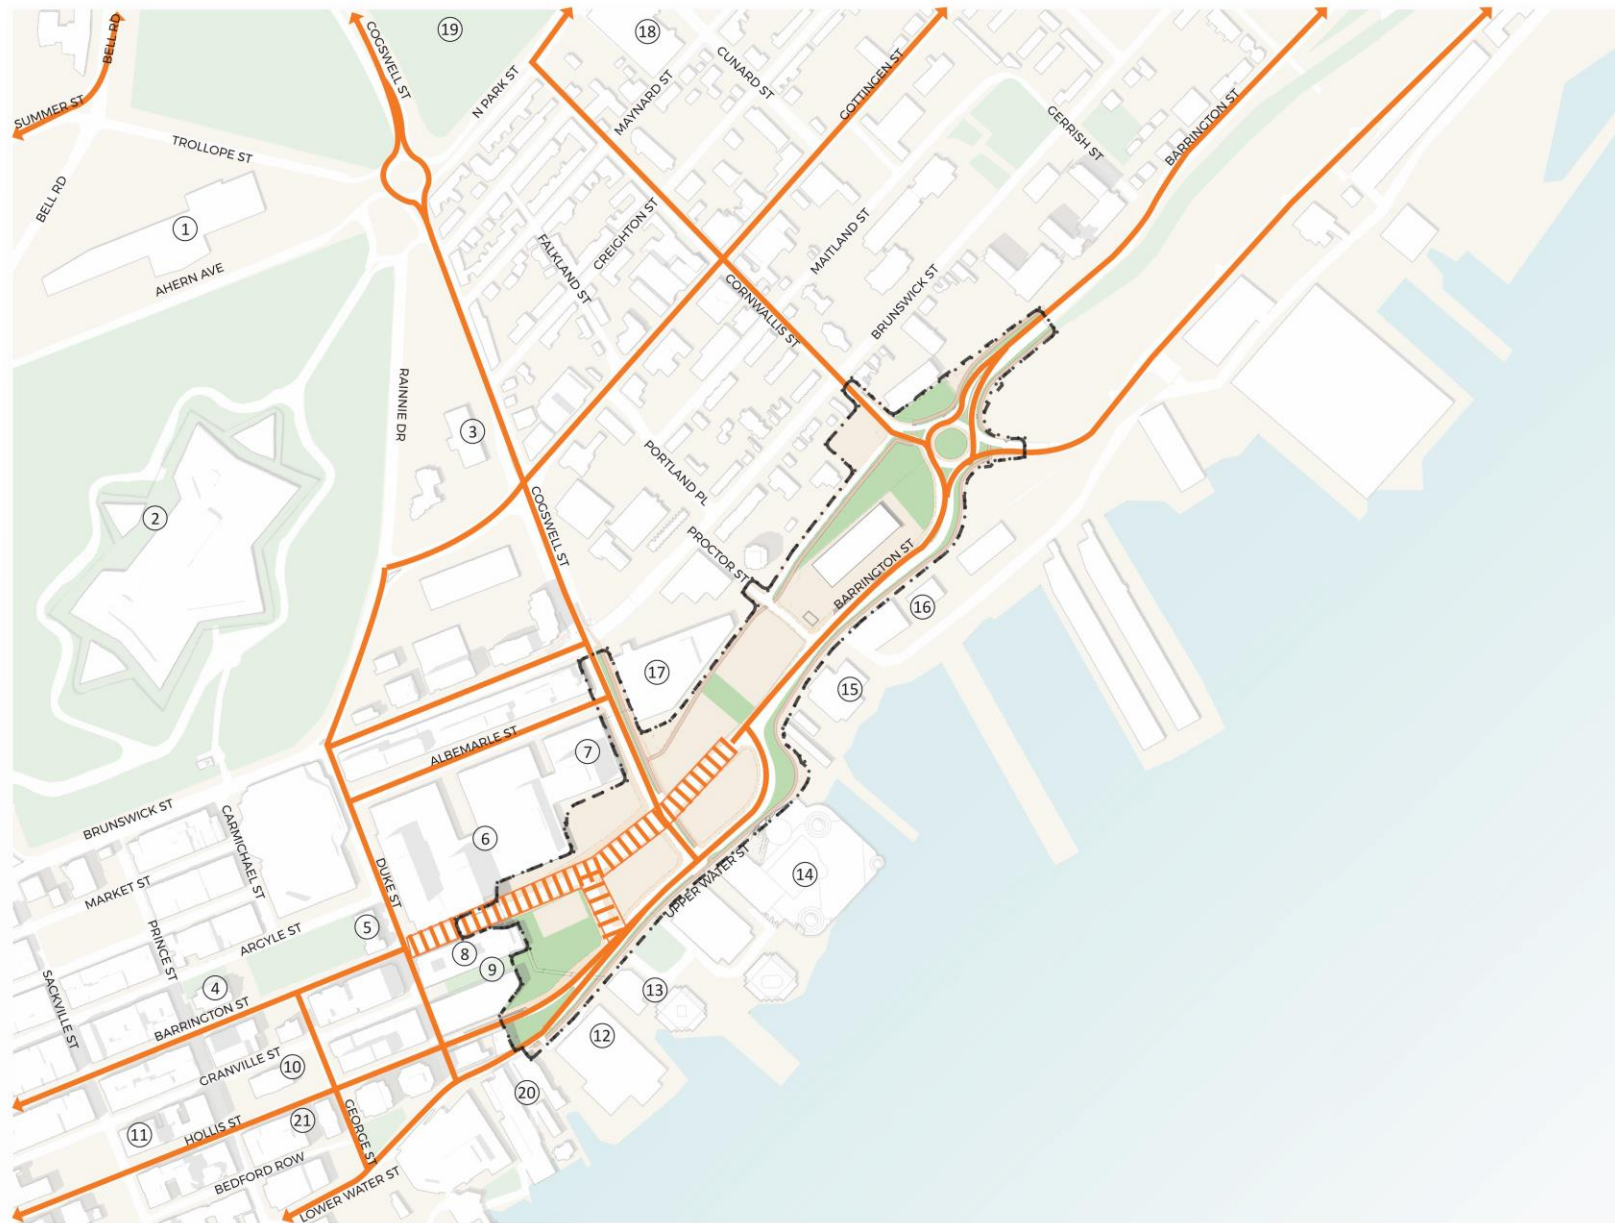 BELL RD
COGSWELL ST
19
18
N PARK ST
MAYNARD ST
CUNARD ST
GOTTINGEN ST
GERRISH ST
BARRINGTON ST
SUMMER ST
TROLLOPE ST
BELL RD
1
AHERN AVE
FALKLAND ST
CREIGHTON ST
MAITLAND ST
CORNWALLIS ST
BRUNSWICK ST
RAINNIE DR
3
2
COGSWELL ST
PORTLAND PL
PROCTOR ST
BARRINGTON ST
16
17
15
ALBEMARLE ST
7
BRUNSWICK ST
CARMICHAEL ST
6
DUKE ST
MARKET ST
UPPER WATER ST
14
PRINCE ST
ARGYLE ST
5
8
9
SACKVILLE ST
4
BARRINGTON ST
13
12
GRANVILLE ST
10
20
11
HOLLIS ST
21
GEORGE ST
BEDFORD ROW
LOWER WATER ST